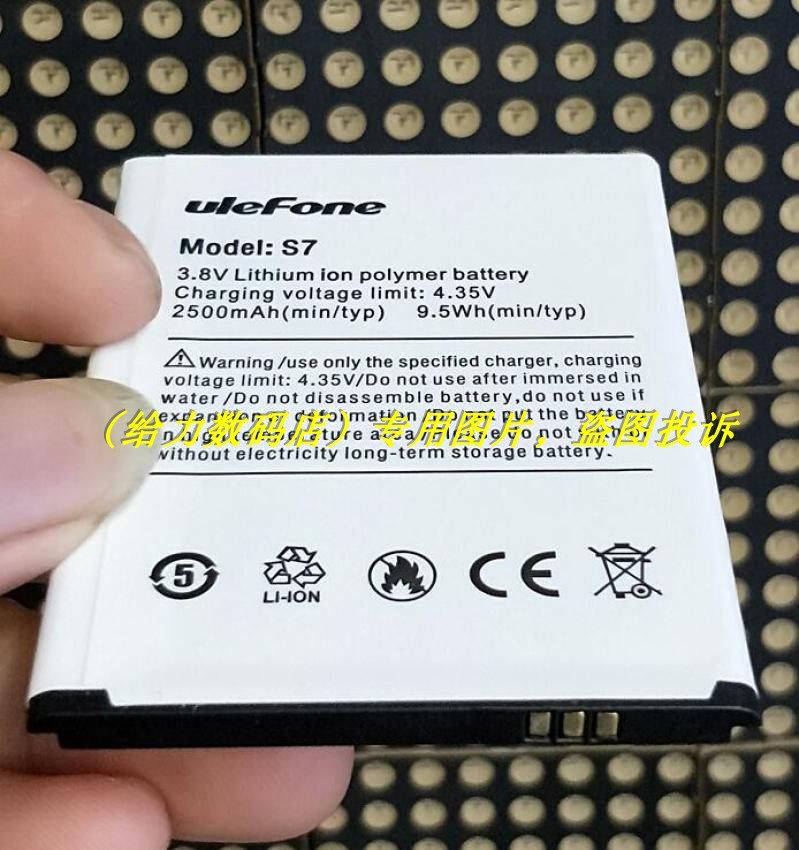 ulefone
Model: S7
3.8V Lithium ion polymer battery
Charging voltage limit: 4.35V
2500mAh(min/typ) 9.5Wh(min/typ)
Warning /use only the specified charger, charging
voltage limit: 4.35V/Do not use after immersed in
water /Do not disassemble battery,do not use if
(给力数码店)专用图片,盗图投诉
without electricity long-term storage battery.
5
LI-ION
CE